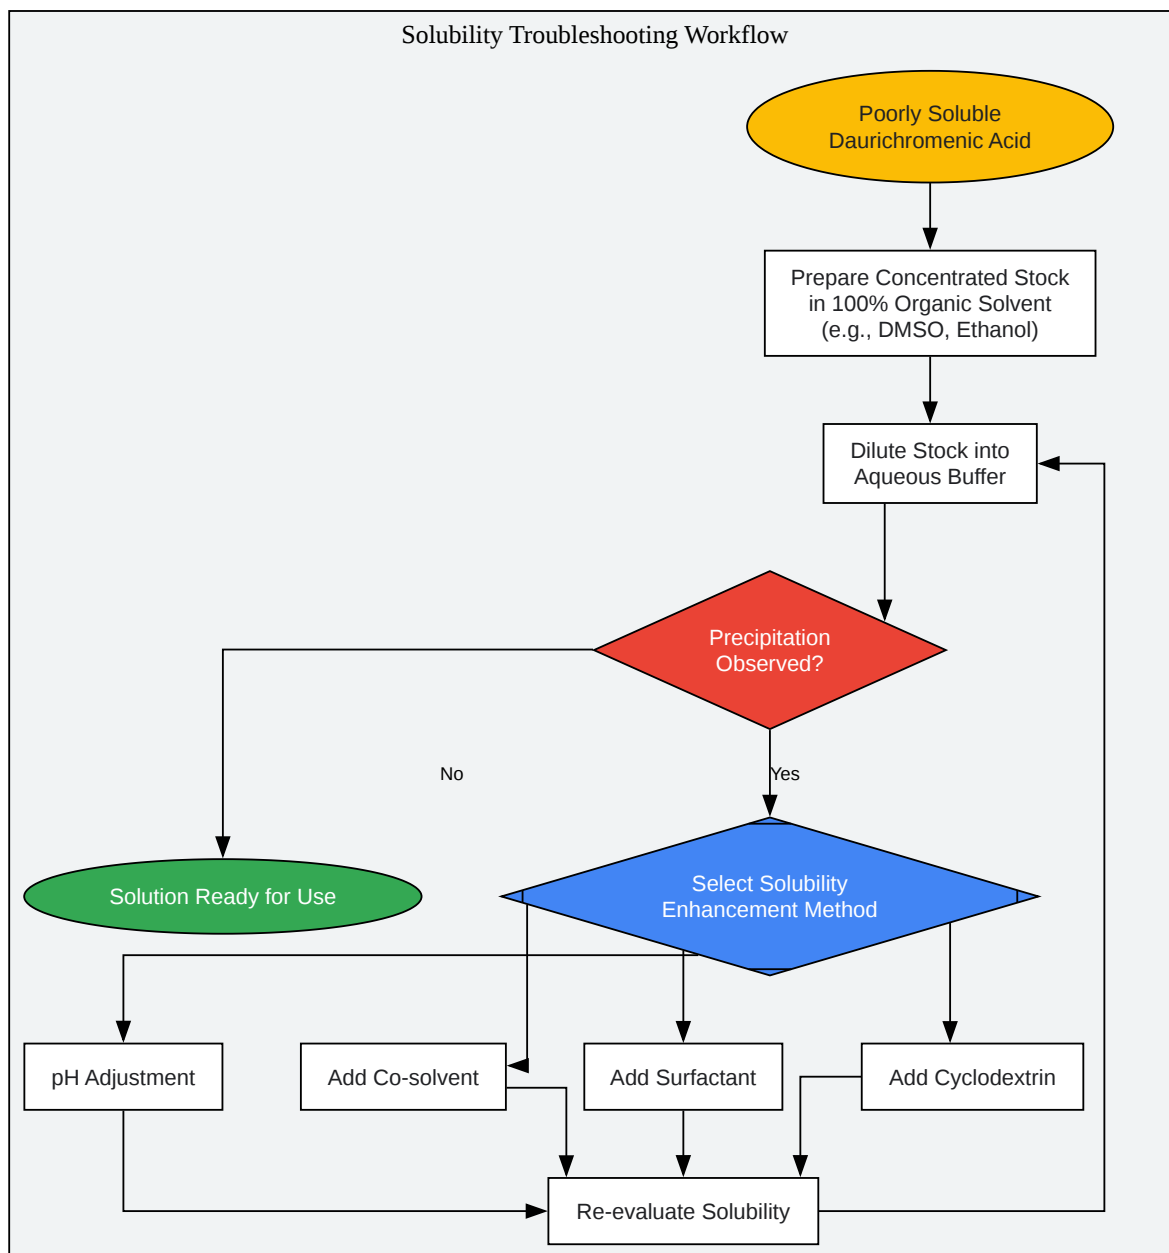 Solubility Troubleshooting Workflow
Poorly Soluble
Daurichromenic Acid
Prepare Concentrated Stock
in 100% Organic Solvent
(e.g., DMSO, Ethanol)
Dilute Stock into
Aqueous Buffer
Precipitation
Observed?
No
Yes
Solution Ready for Use
Select Solubility
Enhancement Method
pH Adjustment
Add Co-solvent
Add Surfactant
Add Cyclodextrin
Re-evaluate Solubility